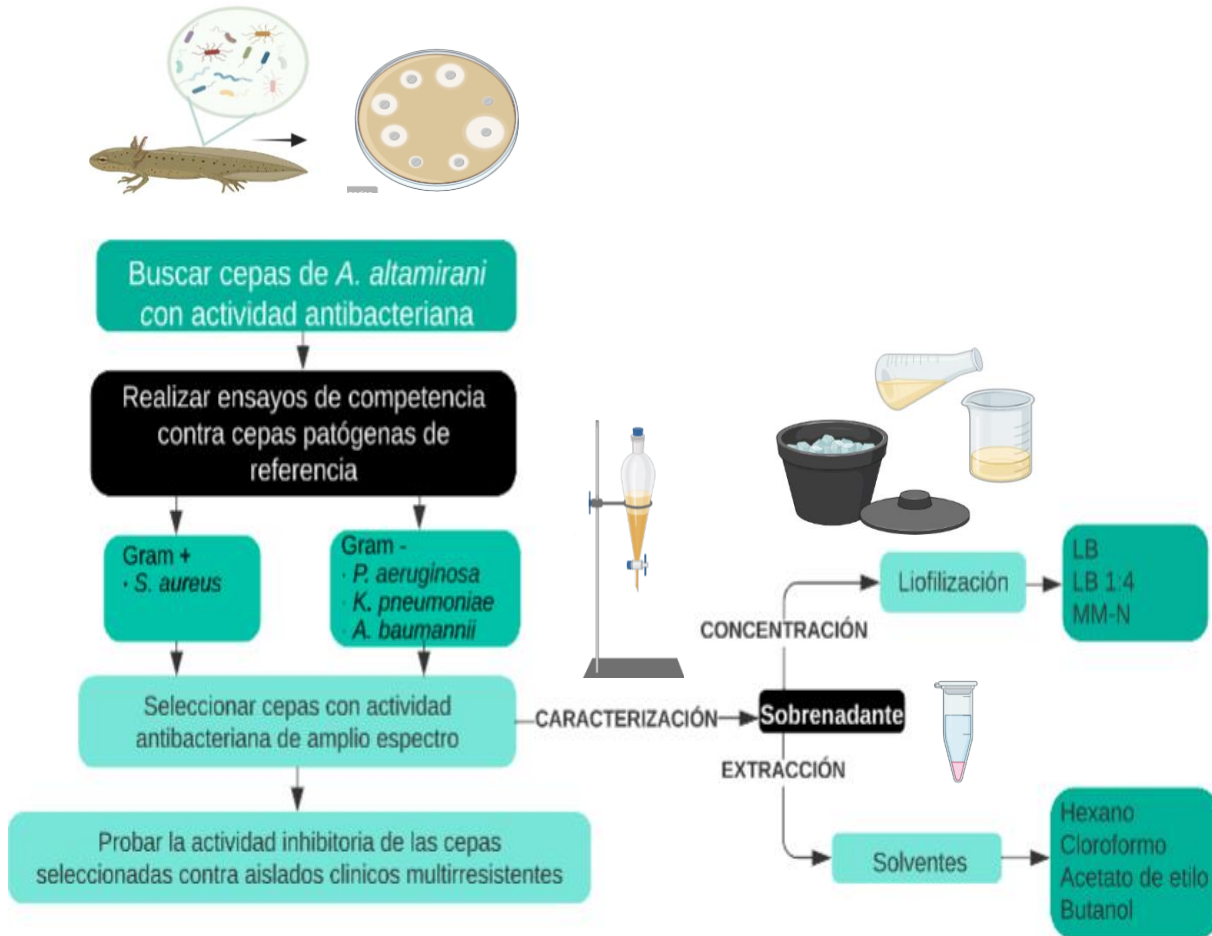 Buscar cepas de A. altamirani
con actividad antibacteriana
Realizar ensayos de competencia
contra cepas patógenas de
referencia
Gram +
· S. aureus
Gram -
· P. aeruginosa
· K. pneumoniae
· A. baumannii
Seleccionar cepas con actividad
antibacteriana de amplio espectro
Probar la actividad inhibitoria de las cepas
seleccionadas contra aislados clinicos multirresistentes
CARACTERIZACIÓN
Sobrenadante
CONCENTRACIÓN
Liofilización
LB
LB 1:4
MM-N
EXTRACCIÓN
Solventes
Hexano
Cloroformo
Acetato de etilo
Butanol